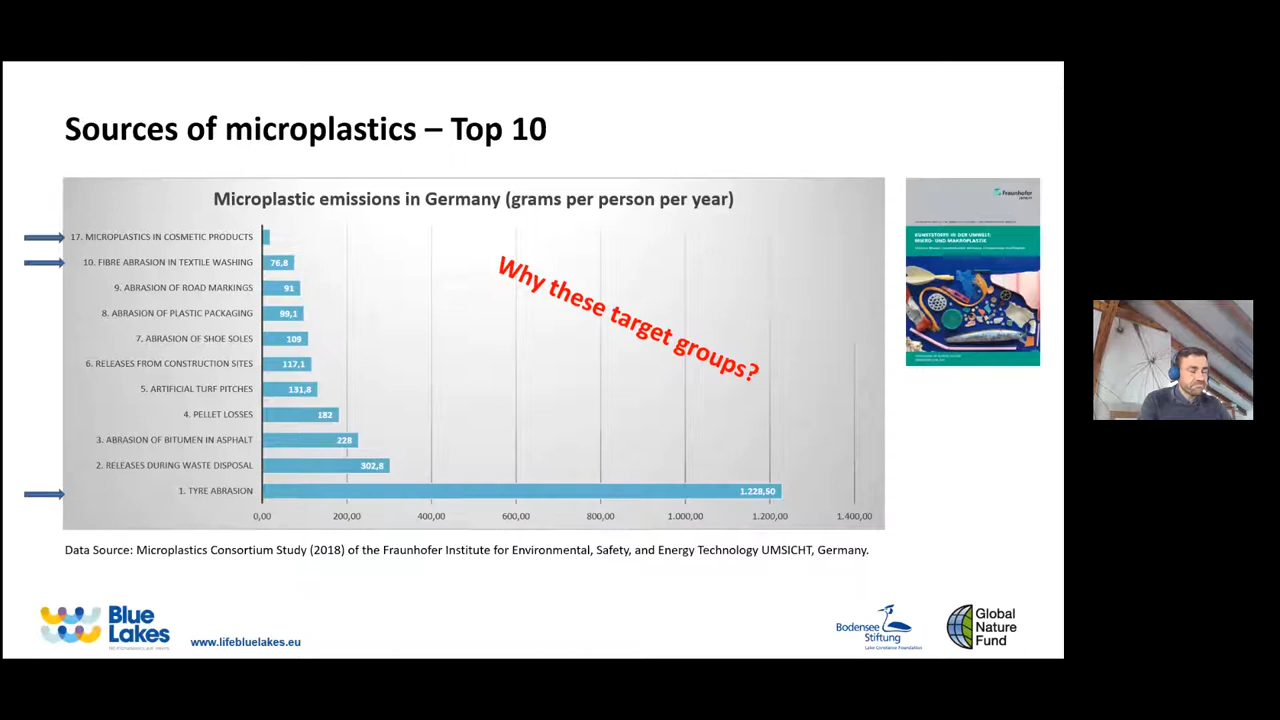 Sources of microplastics – Top 10
Microplastic emissions in Germany (grams per person per year)
17. MICROPLASTICS IN COSMETIC PRODUCTS
10. FIBRE ABRASION IN TEXTILE WASHING 76,8
9. ABRASION OF ROAD MARKINGS 91
8. ABRASION OF PLASTIC PACKAGING 99,1
7. ABRASION OF SHOE SOLES 109
6. RELEASES FROM CONSTRUCTION SITES 117,1
5. ARTIFICIAL TURF PITCHES 131,8
4. PELLET LOSSES 182
3. ABRASION OF BITUMEN IN ASPHALT 228
2. RELEASES DURING WASTE DISPOSAL 302,8
1. TYRE ABRASION 1.228,50
0,00 200,00 400,00 600,00 800,00 1.000,00 1.200,00 1.400,00
Why these target groups?
Fraunhofer
UMSICHT
KUNSTSTOFFE IN DER UMWELT:
MIKRO- UND MAKROPLASTIK
Data Source: Microplastics Consortium Study (2018) of the Fraunhofer Institute for Environmental, Safety, and Energy Technology UMSICHT, Germany.
Blue
Lakes
www.lifebluelakes.eu
Bodensee
Stiftung
Lake Constance Foundation
Global
Nature
Fund